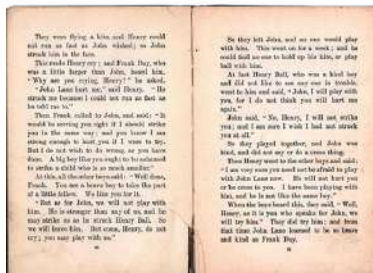 They were flying a kite, and Henry could
not run as fast as John wished; so John
struck him in the face.
This made Henry cry; and Frank Day, who
was a little larger than John, heard him.
"Why are you crying, Henry?" he asked.
"John Lane hurt me," said Henry. "He
struck me because I could not run as fast as
he told me to."
Then Frank called to John, and said: "It
would be serving you right if I should strike
you in the same way; and you know I am
strong enough to hurt you if I were to try.
But I do not wish to do wrong, as you have
done. A big boy like you ought to be ashamed
to strike a child who is so much smaller."
At this, all the other boys said: "Well done,
Frank. You are a brave boy to take the part
of a little fellow. We like you for it.
"But as for John, we will not play with
him. He is stronger than any of us, and he
may strike us as he struck Henry Ball. So
we will leave him. But come, Henry, do not
cry; you may play with us."
So they left John, and no one would play
with him. This went on for a week; and he
could find no one to hold up his kite, or play
ball with him.
At last Henry Ball, who was a kind boy
and did not like to see any one in trouble,
went to him and said, "John, I will play with
you, for I do not think you will hurt me
again."
John said, "No, Henry, I will not strike
you; and I am sure I wish I had not struck
you at all."
So they played together, and John was
kind, and did not say or do a cross thing.
Then Henry went to the other boys and said:
"I am very sure you need not be afraid to play
with John Lane now. He will not hurt you
or be cross to you. I have been playing with
him, and he is not like the same boy."
When the boys heard this, they said, "Well,
Henry, as it is you who speaks for John, we
will try him." They did try him; and from
that time John Lane learned to be as brave
and kind as Frank Day.